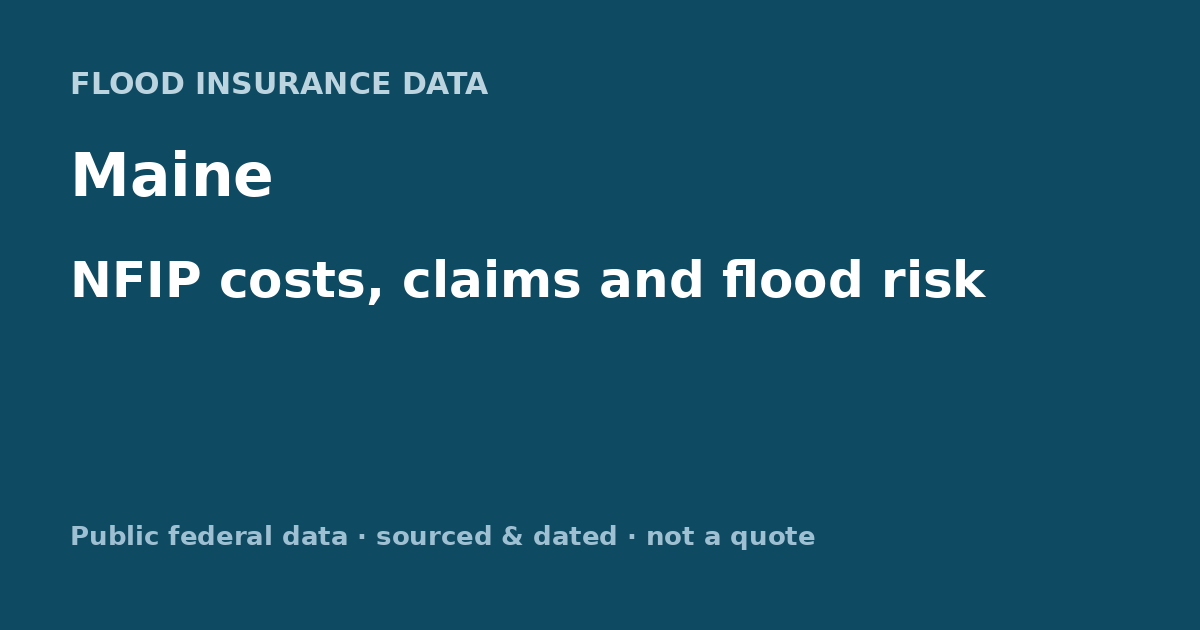 FLOOD INSURANCE DATA
Maine
NFIP costs, claims and flood risk
Public federal data · sourced & dated · not a quote